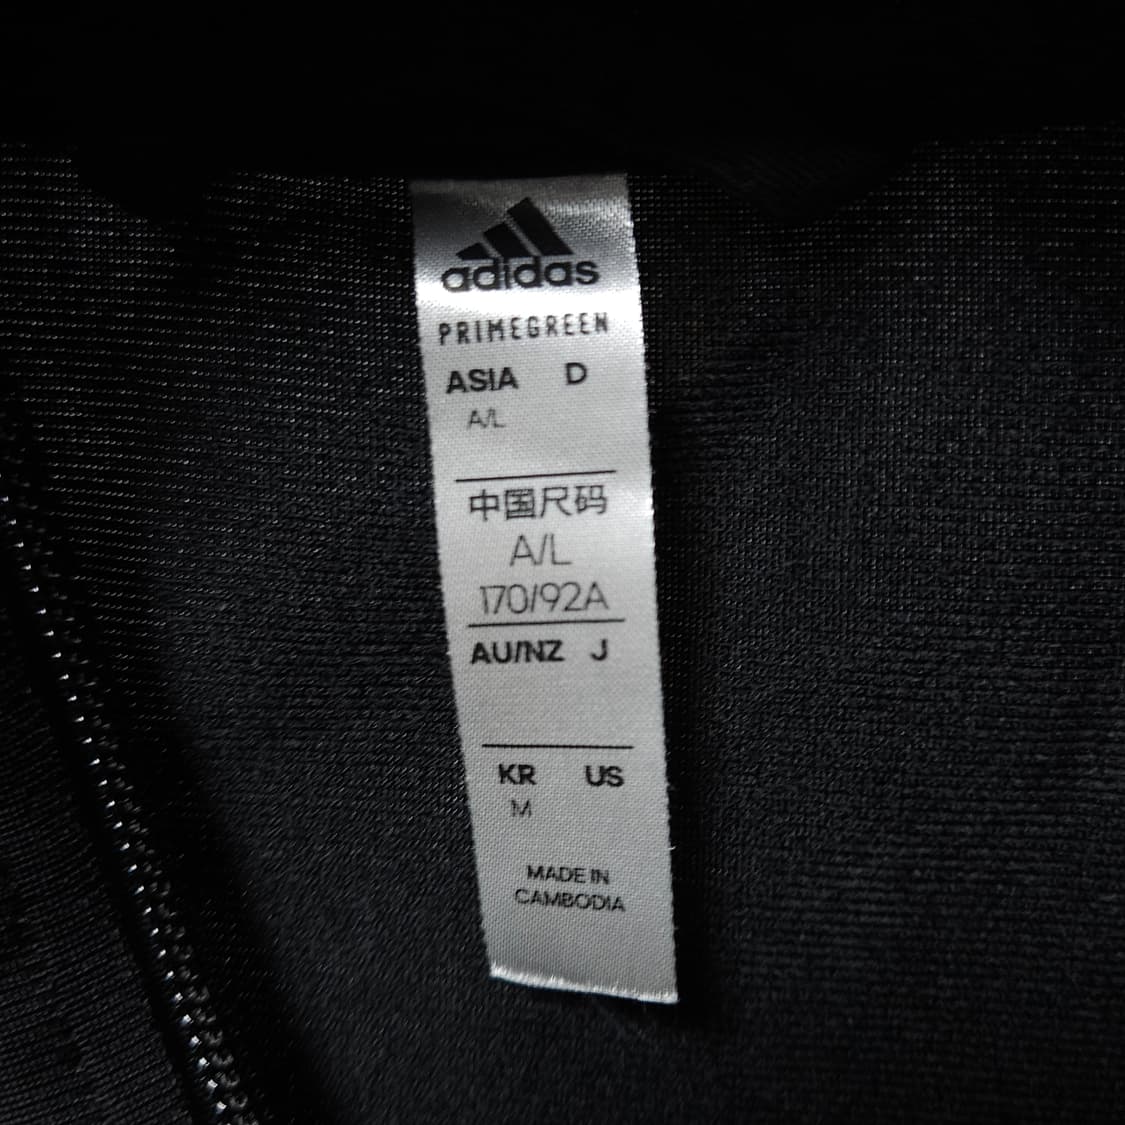 adidas
PRIMEGREEN
ASIA D
A/L
中国尺码
A/L
170/92A
AU/NZ J
KR US
M
MADE IN
CAMBODIA